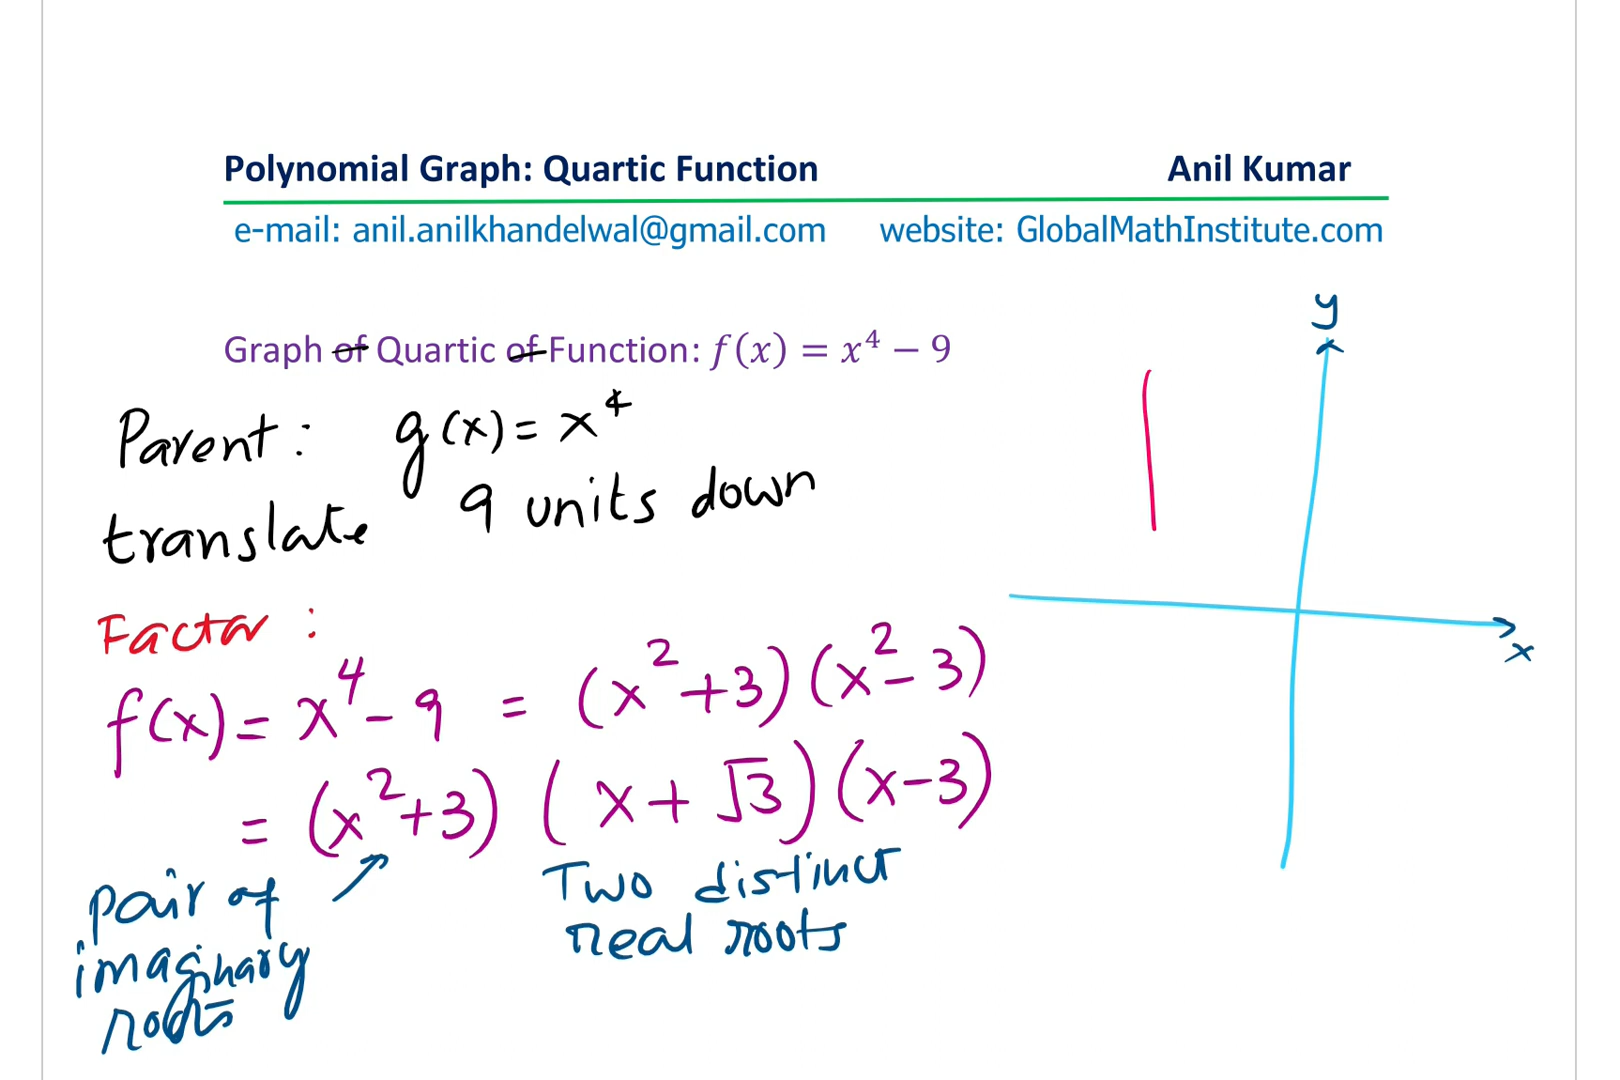 Polynomial Graph: Quartic Function Anil Kumar
e-mail: anil.anilkhandelwal@gmail.com website: GlobalMathInstitute.com
y
Graph of Quartic of Function: f(x) = x⁴ − 9
Parent: g(x) = x⁴
translate 9 units down
Factor:
x
f(x) = x⁴ - 9 = (x²+3)(x²-3)
= (x²+3) (x + √3)(x-3)
pair of imaginary roots
Two distinct
real roots